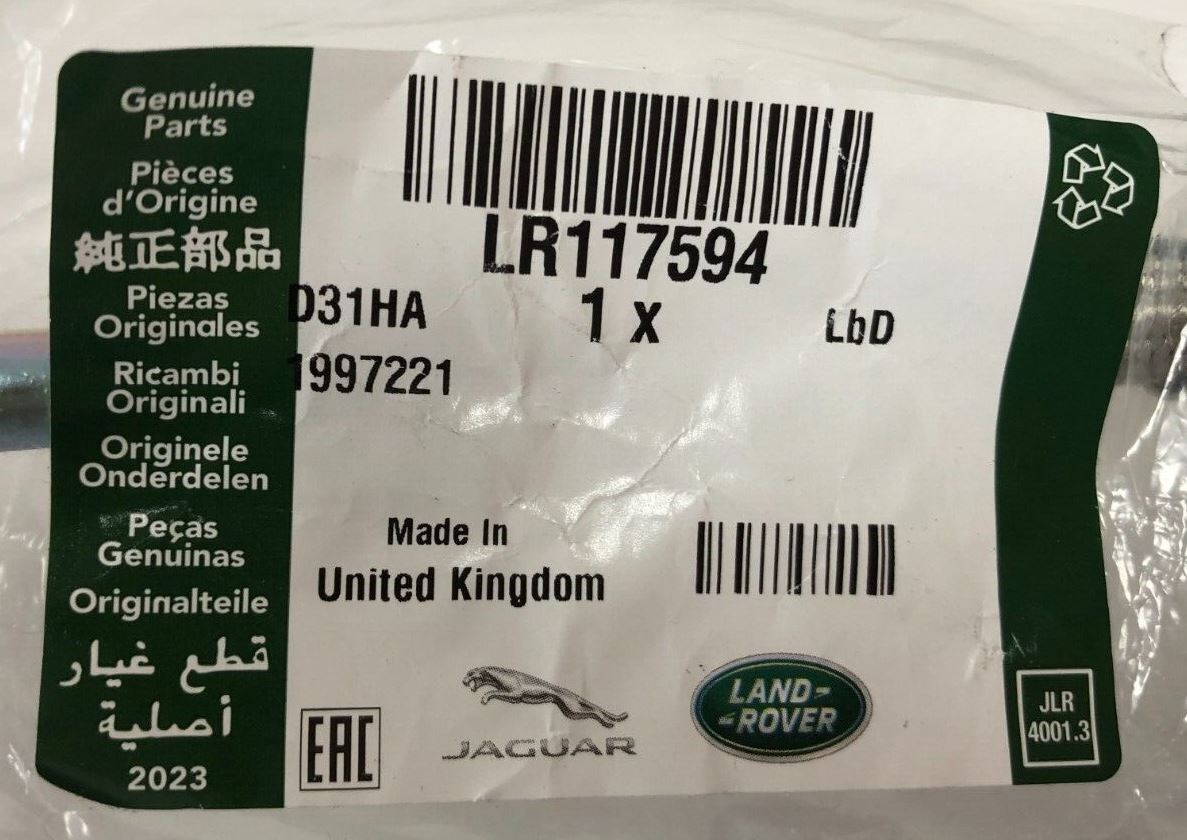 Genuine
Parts
Pièces
d'Origine
純正部品
Piezas
Originales
Ricambi
Originali
Originele
Onderdelen
Peças
Genuinas
Originalteile
قطع غيار
أصلية
2023
LR117594
D31HA
1 x
LbD
1997221
Made In
United Kingdom
EAC
JAGUAR
LAND-
-ROVER
JLR
4001.3